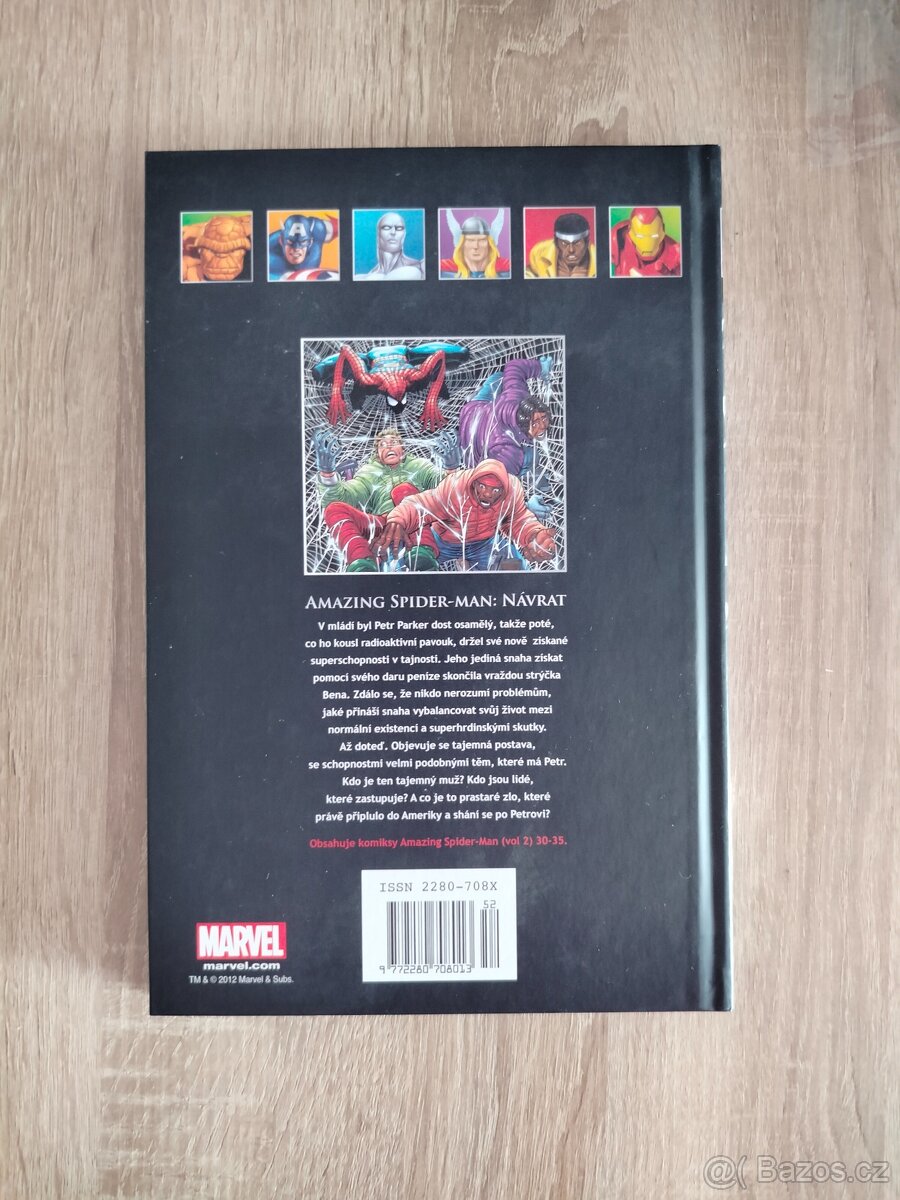 AMAZING SPIDER-MAN: NÁVRAT
V mládí byl Petr Parker dost osamělý, takže poté,
co ho kousl radioaktivní pavouk, držel své nově získané
superschopnosti v tajnosti. Jeho jediná snaha získat
pomocí svého daru peníze skončila vraždou strýčka
Bena. Zdálo se, že nikdo nerozumí problémům,
jaké přináší snaha vybalancovat svůj život mezi
normální existencí a superhrdinskými skutky.
Až doteď. Objevuje se tajemná postava,
se schopnostmi velmi podobnými těm, které má Petr.
Kdo je ten tajemný muž? Kdo jsou lidé,
které zastupuje? A co je to prastaré zlo, které
právě připlulo do Ameriky a shání se po Petrovi?
Obsahuje komiksy Amazing Spider-Man (vol 2) 30-35.
ISSN 2280-708X
52
9 772280 708013
MARVEL
marvel.com
TM & © 2012 Marvel & Subs.
@( Bazos.cz